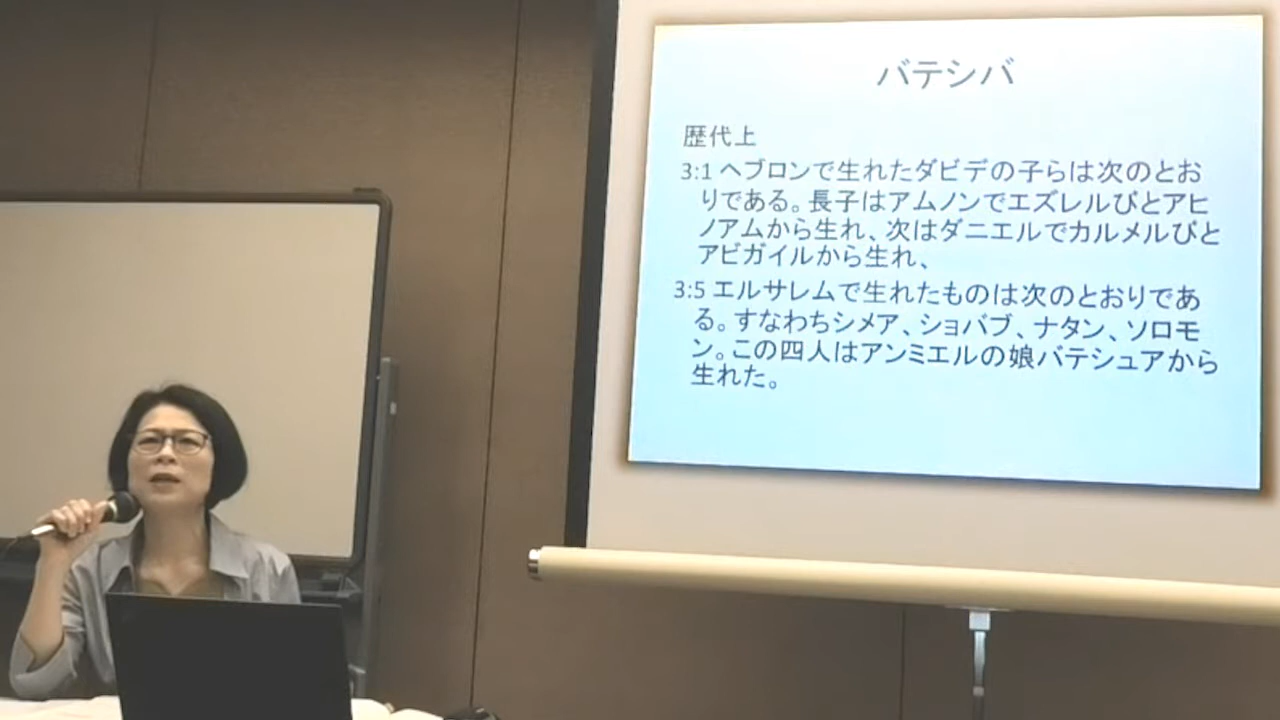 バテシバ
歴代上
3:1 ヘブロンで生れたダビデの子らは次のとお
りである。長子はアムノンでエズレルびとアヒ
ノアムから生れ、次はダニエルでカルメルびと
アビガイルから生れ、
3:5 エルサレムで生れたものは次のとおりであ
る。すなわちシメア、ショバブ、ナタン、ソロモ
ン。この四人はアンミエルの娘バテシュアから
生れた。